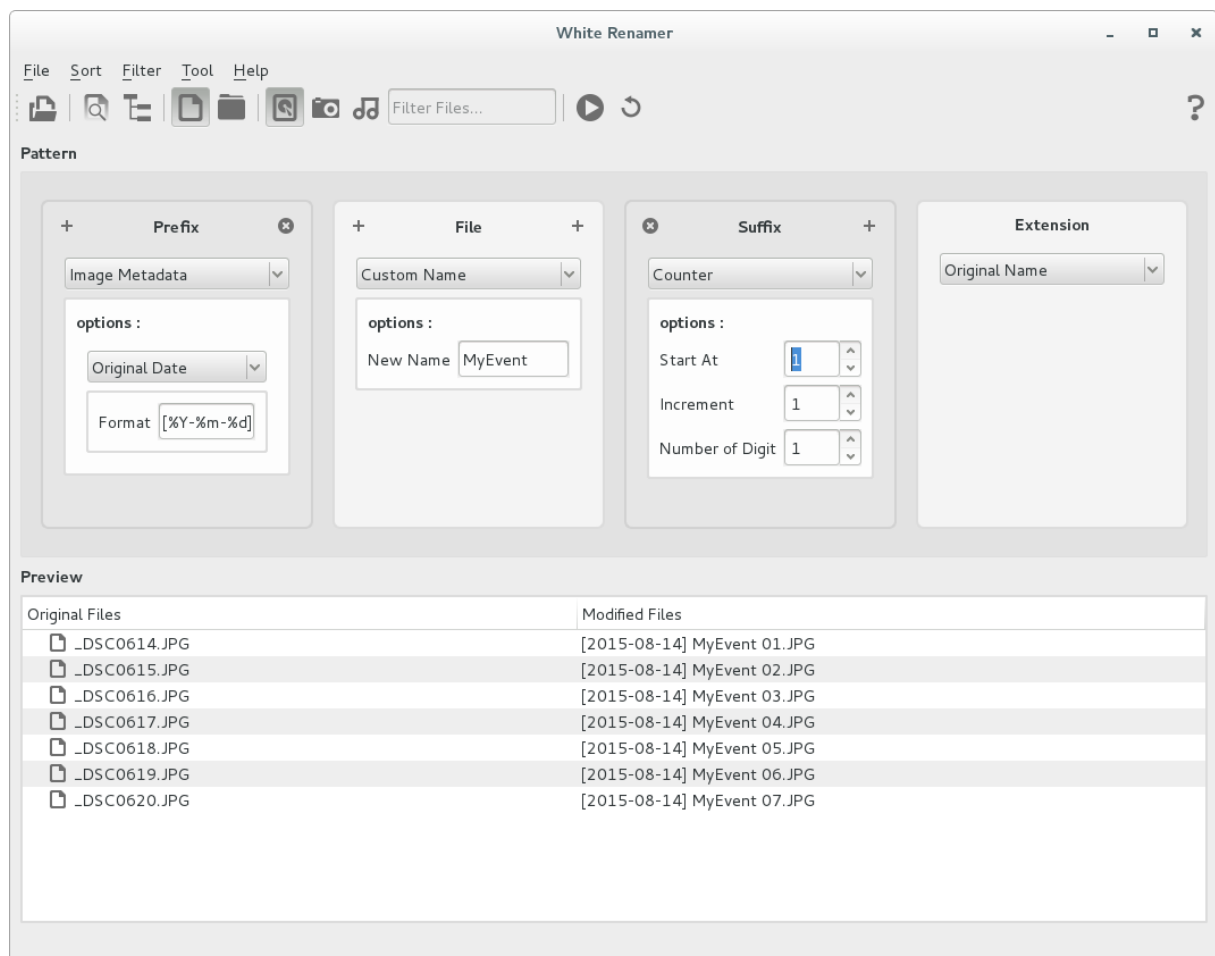 White Renamer
File Sort Filter Tool Help
Filter Files...
Pattern
Prefix File Suffix Extension
Image Metadata Custom Name Counter Original Name
options : options : options :
Original Date New Name MyEvent Start At 1
Format [%Y-%m-%d] Increment 1
Number of Digit 1
Preview
Original Files Modified Files
_DSC0614.JPG [2015-08-14] MyEvent 01.JPG
_DSC0615.JPG [2015-08-14] MyEvent 02.JPG
_DSC0616.JPG [2015-08-14] MyEvent 03.JPG
_DSC0617.JPG [2015-08-14] MyEvent 04.JPG
_DSC0618.JPG [2015-08-14] MyEvent 05.JPG
_DSC0619.JPG [2015-08-14] MyEvent 06.JPG
_DSC0620.JPG [2015-08-14] MyEvent 07.JPG